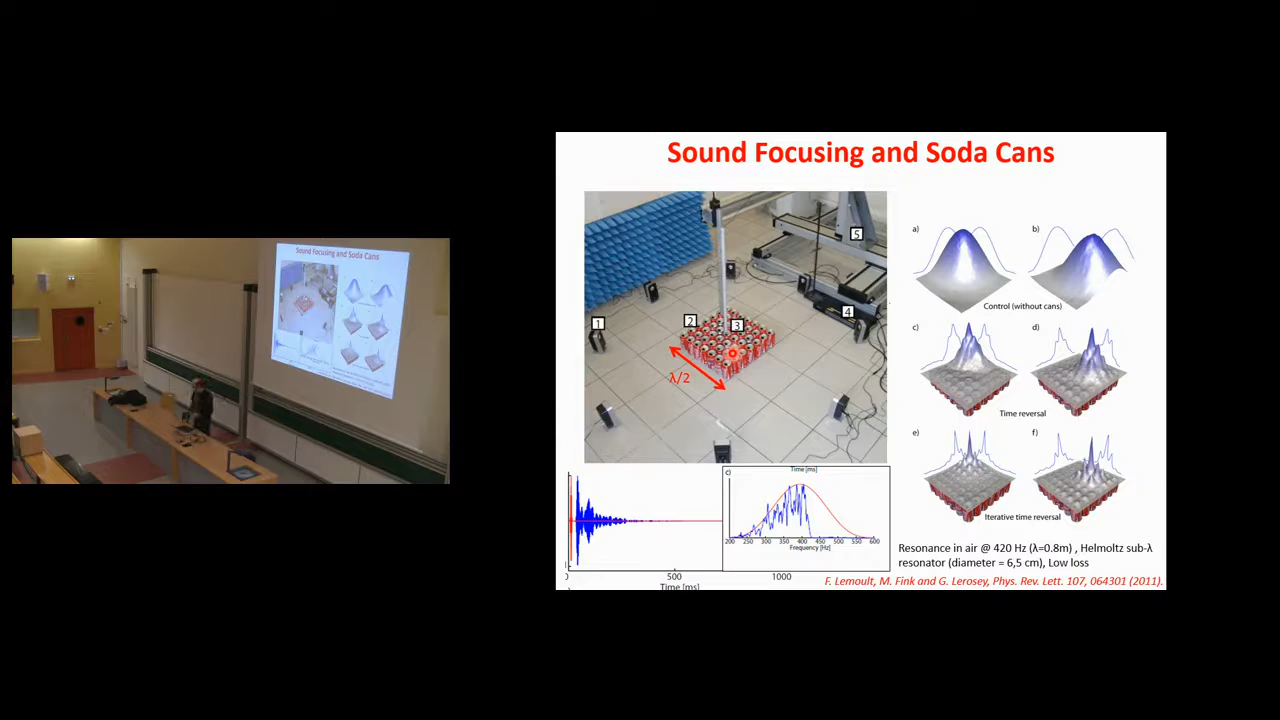 Sound Focusing and Soda Cans
Sound Focusing and Soda Cans
1
2
3
4
5
λ/2
a)
b)
Control (without cans)
c)
d)
Time reversal
e)
f)
Iterative time reversal
0
500
1000
Time [ms]
Time [ms]
c)
200 250 300 350 400 450 500 550 600
Frequency [Hz]
Resonance in air @ 420 Hz (λ=0.8m) , Helmoltz sub-λ
resonator (diameter = 6,5 cm), Low loss
F. Lemoult, M. Fink and G. Lerosey, Phys. Rev. Lett. 107, 064301 (2011).